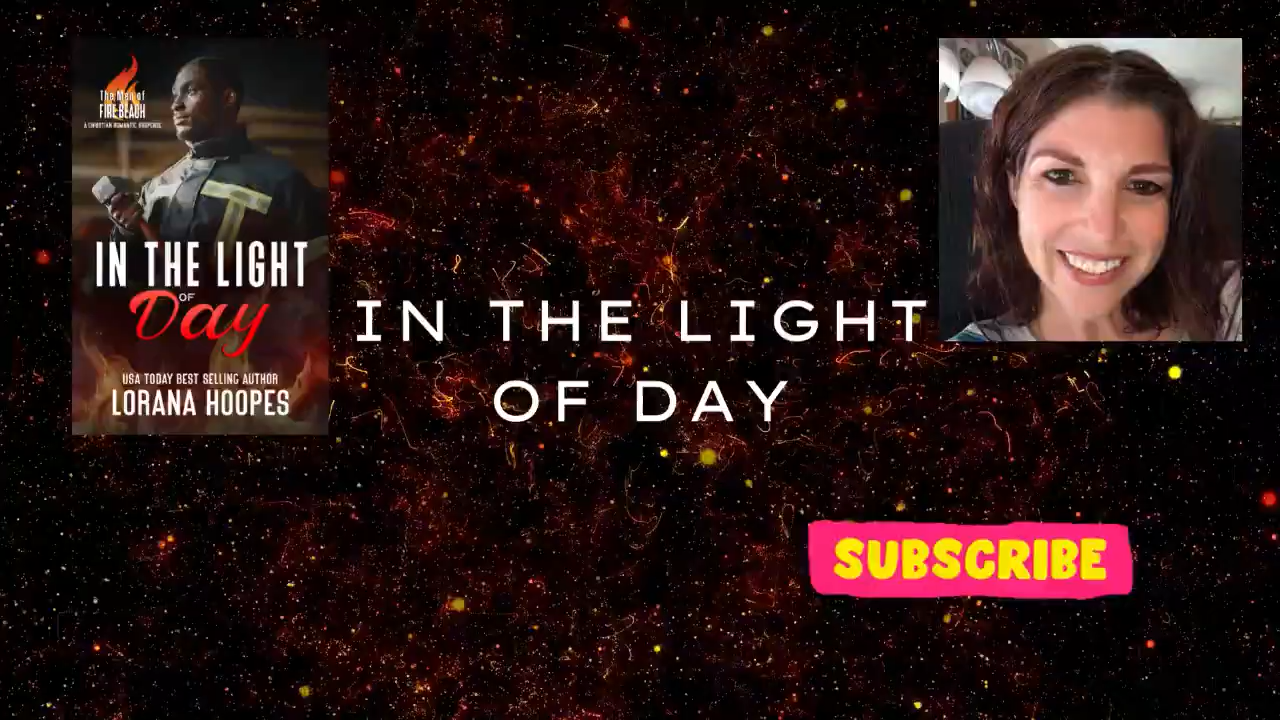 The Men of
FIRE BEACH
A CHRISTIAN ROMANTIC SUSPENSE
IN THE LIGHT
OF
Day
USA TODAY BEST SELLING AUTHOR
LORANA HOOPES
IN THE LIGHT
OF DAY
SUBSCRIBE